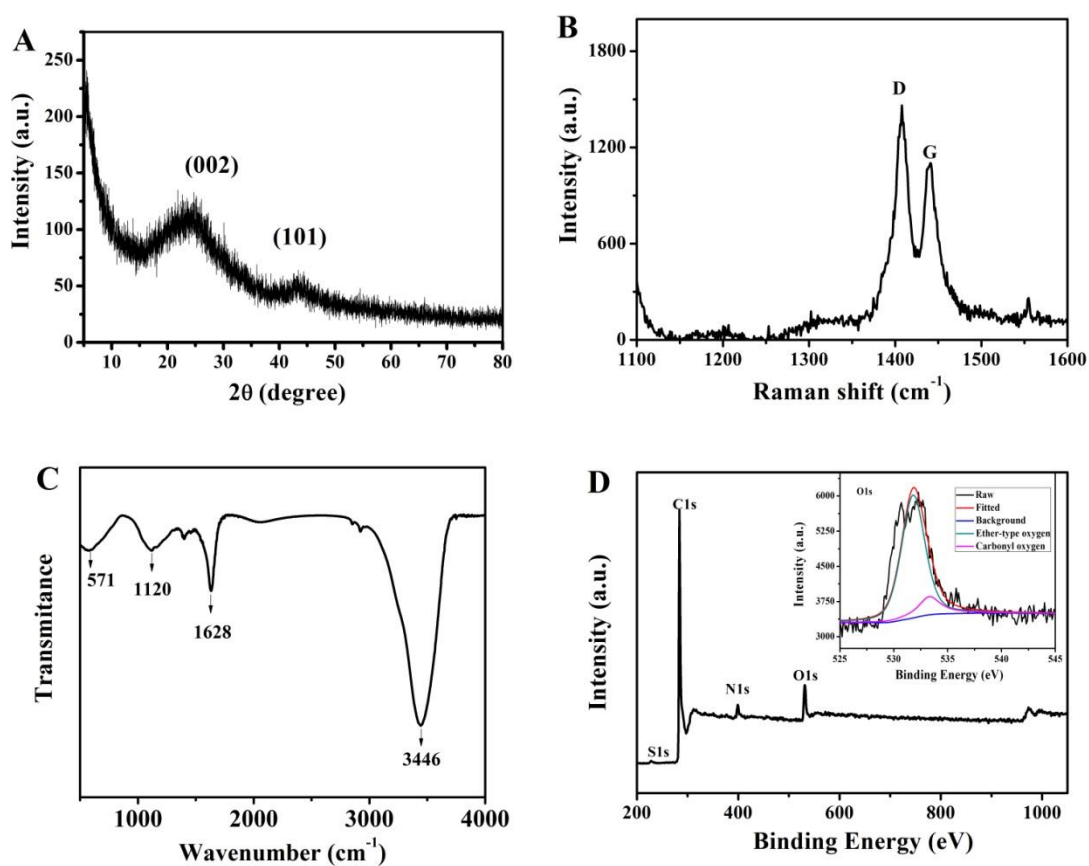 A
250
200
150
100
50
0
(002)
(101)
10 20 30 40 50 60 70 80
2θ (degree)
Intensity (a.u.)
B
1800
1200
600
0
D
G
1100 1200 1300 1400 1500 1600
Raman shift (cm-1)
Intensity (a.u.)
C
571
1120
1628
3446
1000 2000 3000 4000
Wavenumber (cm-1)
Transmitance
D
C1s
S1s
N1s
O1s
200 400 600 800 1000
Binding Energy (eV)
Intensity (a.u.)
O1s
Raw
Fitted
Background
Ether-type oxygen
Carbonyl oxygen
6000
5250
4500
3750
3000
525 530 535 540 545
Binding Energy (eV)
Intensity (a.u.)